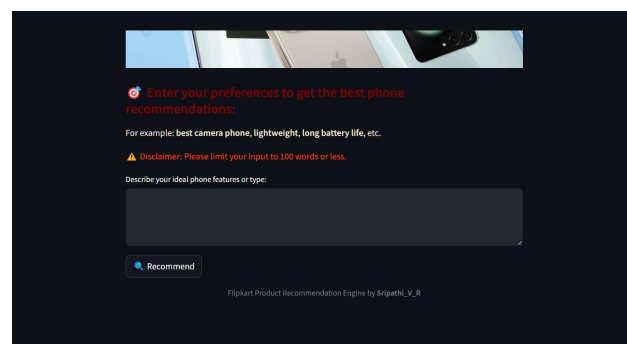 🎯 Enter your preferences to get the best phone
recommendations:
For example: best camera phone, lightweight, long battery life, etc.
⚠️ Disclaimer: Please limit your input to 100 words or less.
Describe your ideal phone features or type:
🔍 Recommend
Flipkart Product Recommendation Engine by Sripathi_V_R